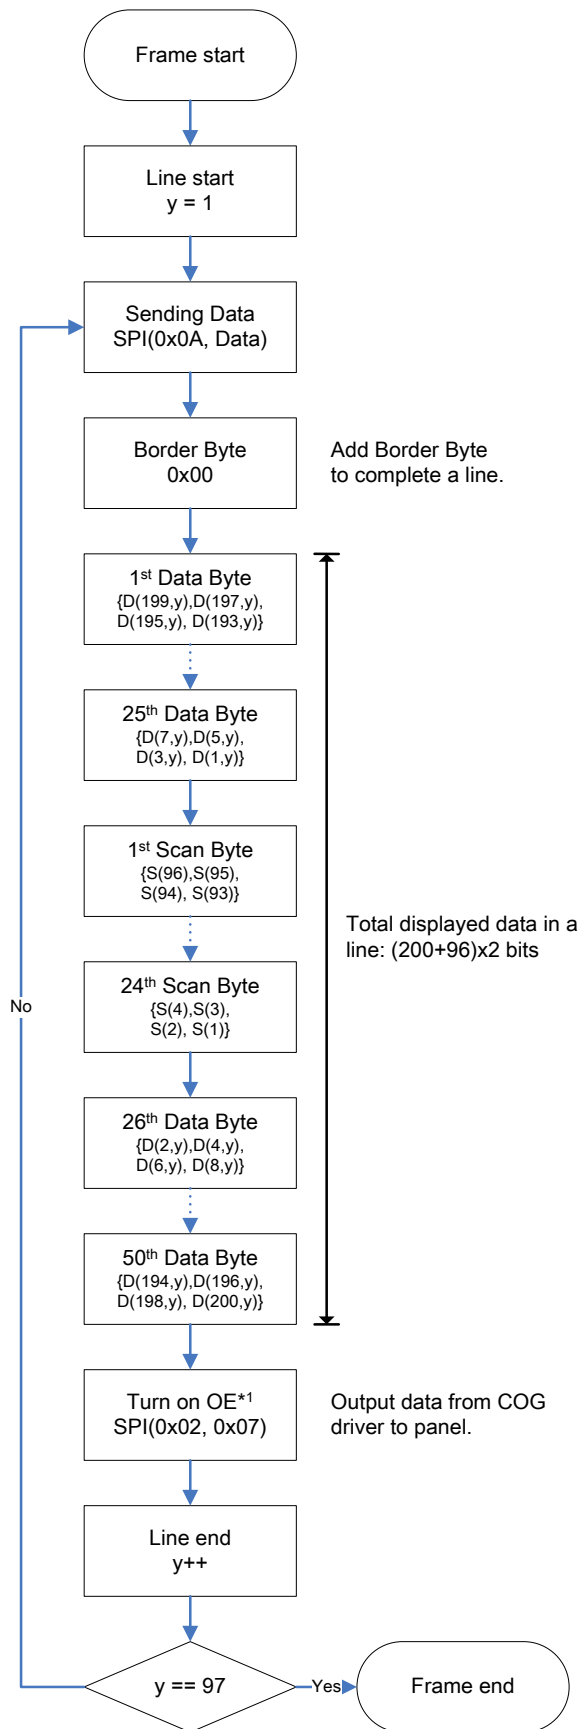 Frame start
Line start
y = 1
Sending Data
SPI(0x0A, Data)
Border Byte
0x00
Add Border Byte
to complete a line.
1st Data Byte
{D(199,y),D(197,y),
D(195,y), D(193,y)}
25th Data Byte
{D(7,y),D(5,y),
D(3,y), D(1,y)}
1st Scan Byte
{S(96),S(95),
S(94), S(93)}
Total displayed data in a
line: (200+96)x2 bits
24th Scan Byte
{S(4),S(3),
S(2), S(1)}
No
26th Data Byte
{D(2,y),D(4,y),
D(6,y), D(8,y)}
50th Data Byte
{D(194,y),D(196,y),
D(198,y), D(200,y)}
Turn on OE*1
SPI(0x02, 0x07)
Output data from COG
driver to panel.
Line end
y++
y == 97
Yes
Frame end